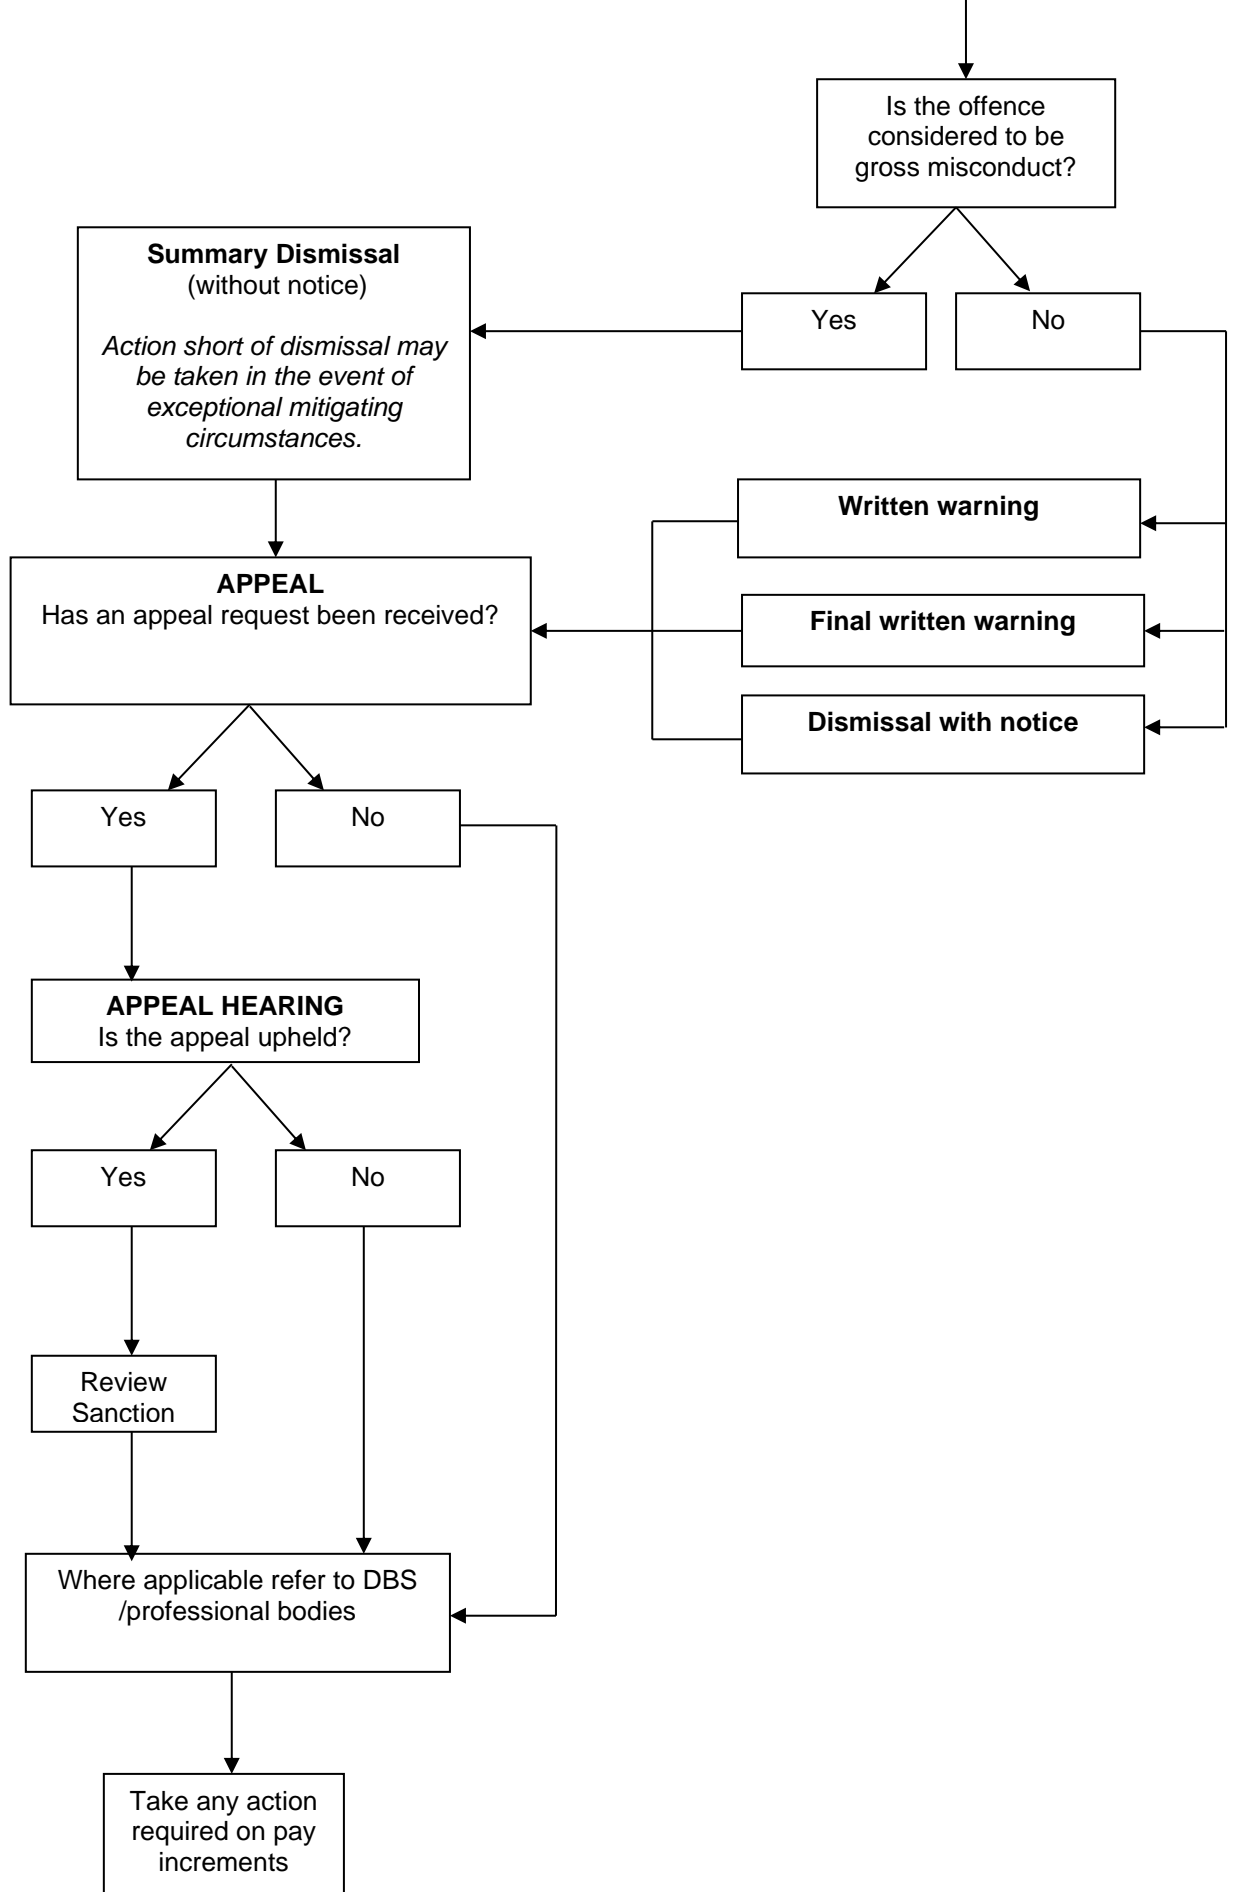 Is the offence
considered to be
gross misconduct?
Summary Dismissal
(without notice)
Action short of dismissal may
be taken in the event of
exceptional mitigating
circumstances.
Yes
No
Written warning
APPEAL
Has an appeal request been received?
Final written warning
Dismissal with notice
Yes
No
APPEAL HEARING
Is the appeal upheld?
Yes
No
Review
Sanction
Where applicable refer to DBS
/professional bodies
Take any action
required on pay
increments